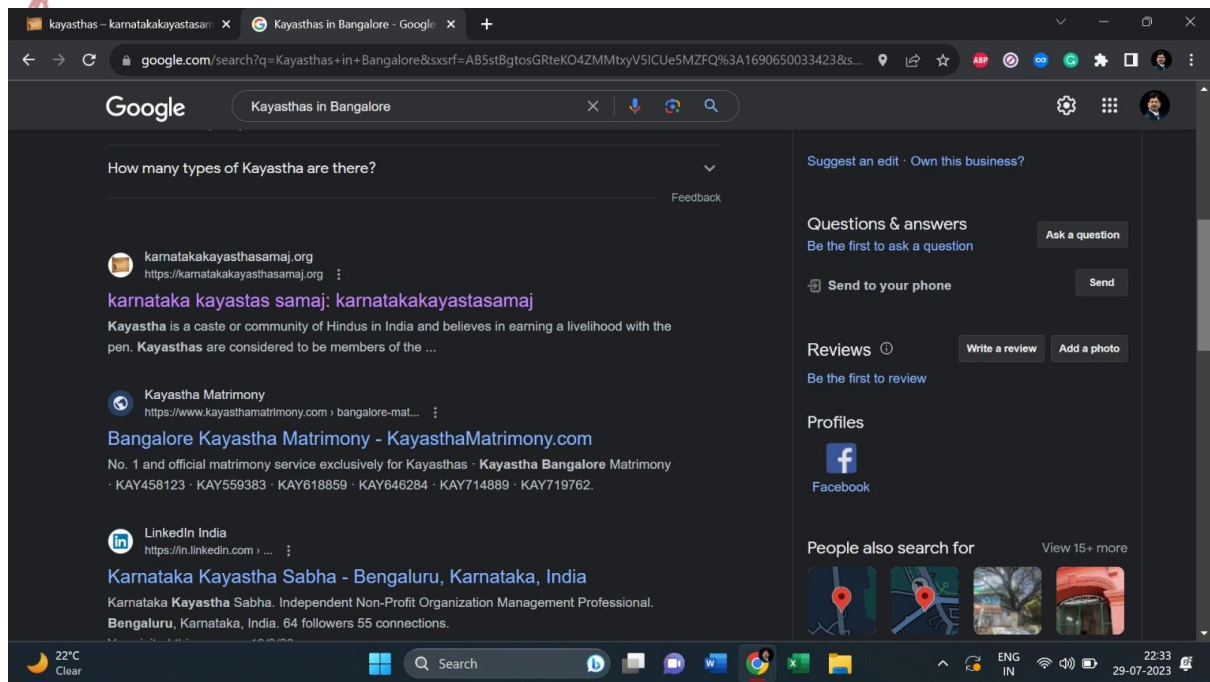 kayasthas – karnatakakayastasam
Kayasthas in Bangalore - Google
google.com/search?q=Kayasthas+in+Bangalore&sxsrf=AB5stBgtosGRteKO4ZMMtxyV5ICUe5MZFQ%3A1690650033423&s...
ABP
Google
Kayasthas in Bangalore
How many types of Kayastha are there?
Feedback
karnatakakayasthasamaj.org
https://karnatakakayasthasamaj.org
karnataka kayastas samaj: karnatakakayastasamaj
Kayastha is a caste or community of Hindus in India and believes in earning a livelihood with the
pen. Kayasthas are considered to be members of the ...
Kayastha Matrimony
https://www.kayasthamatrimony.com › bangalore-mat...
Bangalore Kayastha Matrimony - KayasthaMatrimony.com
No. 1 and official matrimony service exclusively for Kayasthas · Kayastha Bangalore Matrimony
· KAY458123 · KAY559383 · KAY618859 · KAY646284 · KAY714889 · KAY719762.
LinkedIn India
https://in.linkedin.com › ...
Karnataka Kayastha Sabha - Bengaluru, Karnataka, India
Karnataka Kayastha Sabha. Independent Non-Profit Organization Management Professional.
Bengaluru, Karnataka, India. 64 followers 55 connections.
Suggest an edit · Own this business?
Questions & answers
Be the first to ask a question
Ask a question
Send to your phone
Send
Reviews
Write a review
Add a photo
Be the first to review
Profiles
Facebook
People also search for
View 15+ more
22°C
Clear
Search
ENG
IN
22:33
29-07-2023